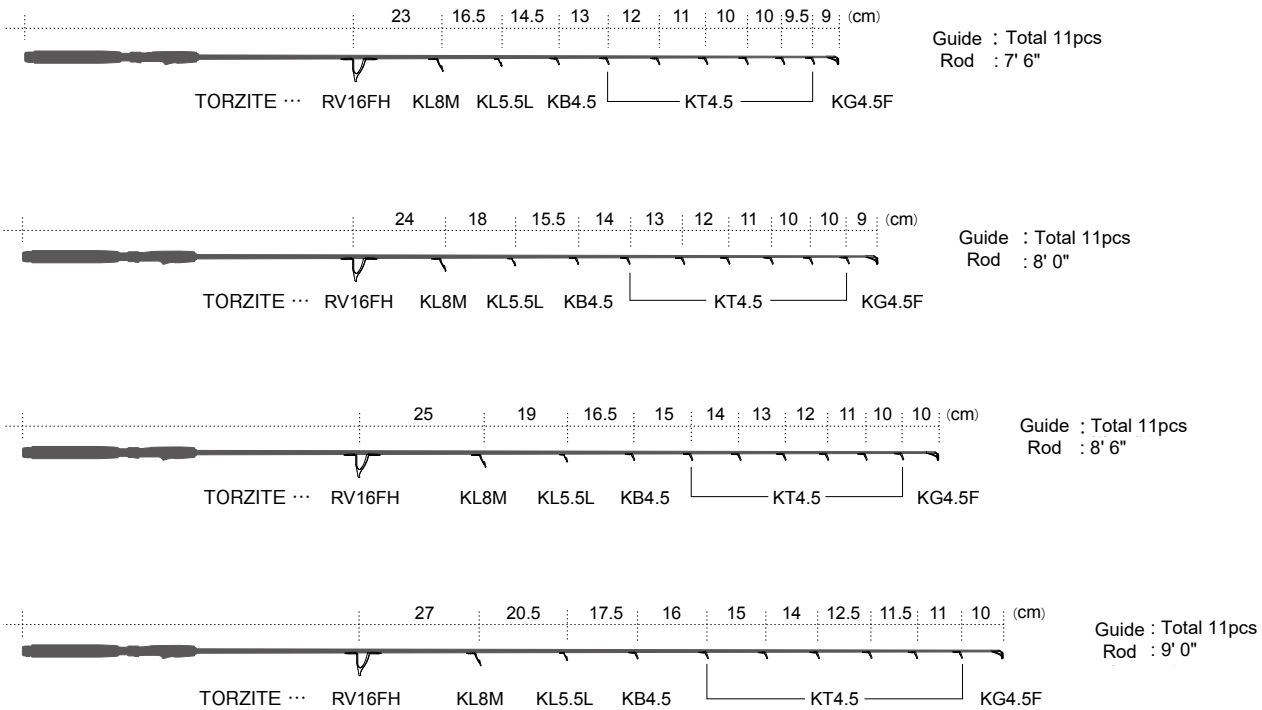 23 16.5 14.5 13 12 11 10 10 9.5 9 (cm)
Guide : Total 11pcs
Rod : 7' 6"
TORZITE ··· RV16FH KL8M KL5.5L KB4.5 KT4.5 KG4.5F
24 18 15.5 14 13 12 11 10 10 9 (cm)
Guide : Total 11pcs
Rod : 8' 0"
TORZITE ··· RV16FH KL8M KL5.5L KB4.5 KT4.5 KG4.5F
25 19 16.5 15 14 13 12 11 10 10 (cm)
Guide : Total 11pcs
Rod : 8' 6"
TORZITE ··· RV16FH KL8M KL5.5L KB4.5 KT4.5 KG4.5F
27 20.5 17.5 16 15 14 12.5 11.5 11 10 (cm)
Guide : Total 11pcs
Rod : 9' 0"
TORZITE ··· RV16FH KL8M KL5.5L KB4.5 KT4.5 KG4.5F